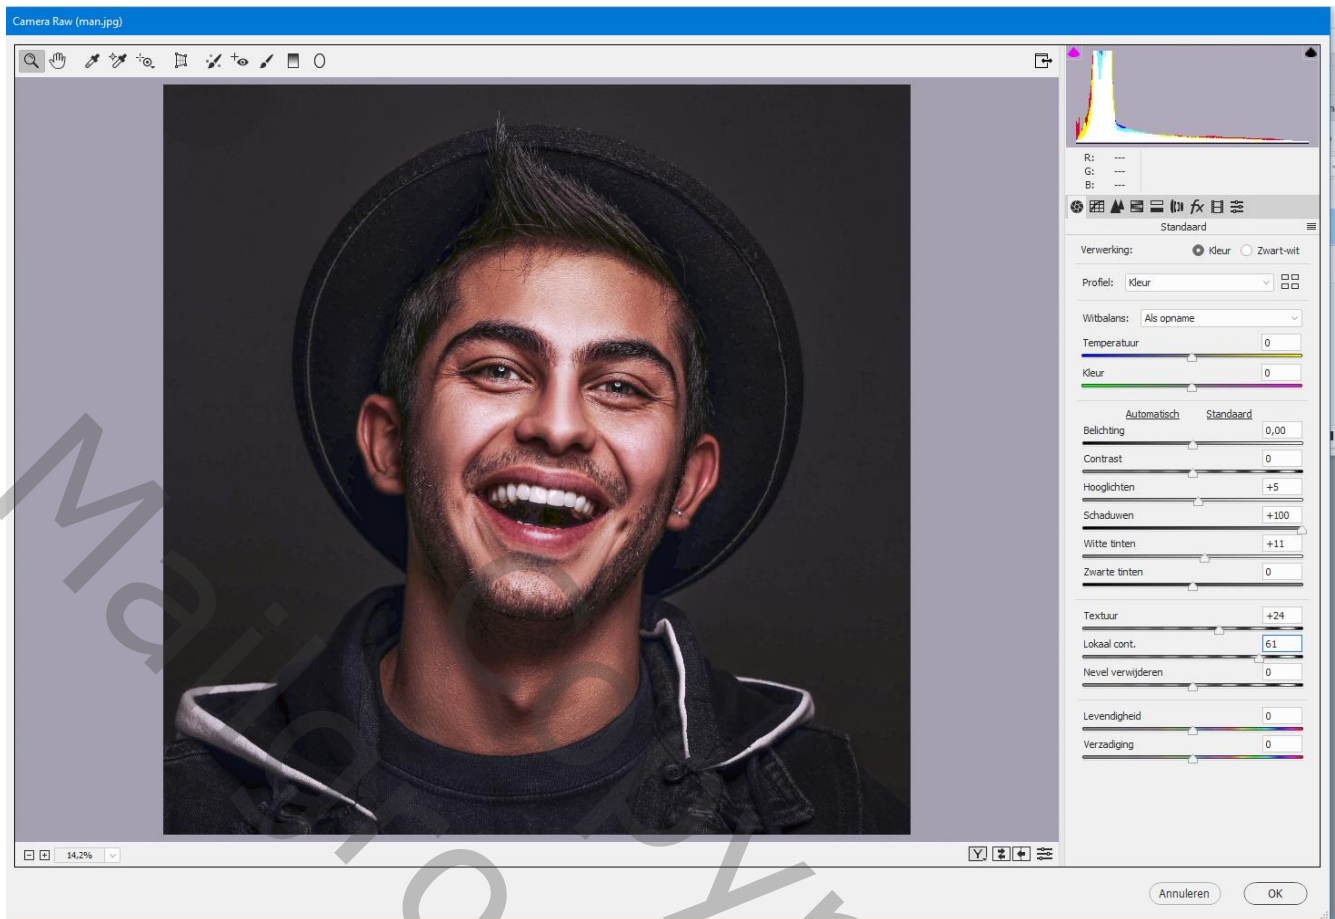 Camera Raw (man.jpg)
R: ---
G: ---
B: ---
fx
Standaard
Verwerking: Kleur Zwart-wit
Profiel: Kleur
Witbalans: Als opname
Temperatuur 0
Kleur 0
Automatisch Standaard
Belichting 0,00
Contrast 0
Hooglichten +5
Schaduwen +100
Witte tinten +11
Zwarte tinten 0
Textuur +24
Lokaal cont. 61
Nevel verwijderen 0
Levendigheid 0
Verzadiging 0
14,2%
Y
Annuleren OK